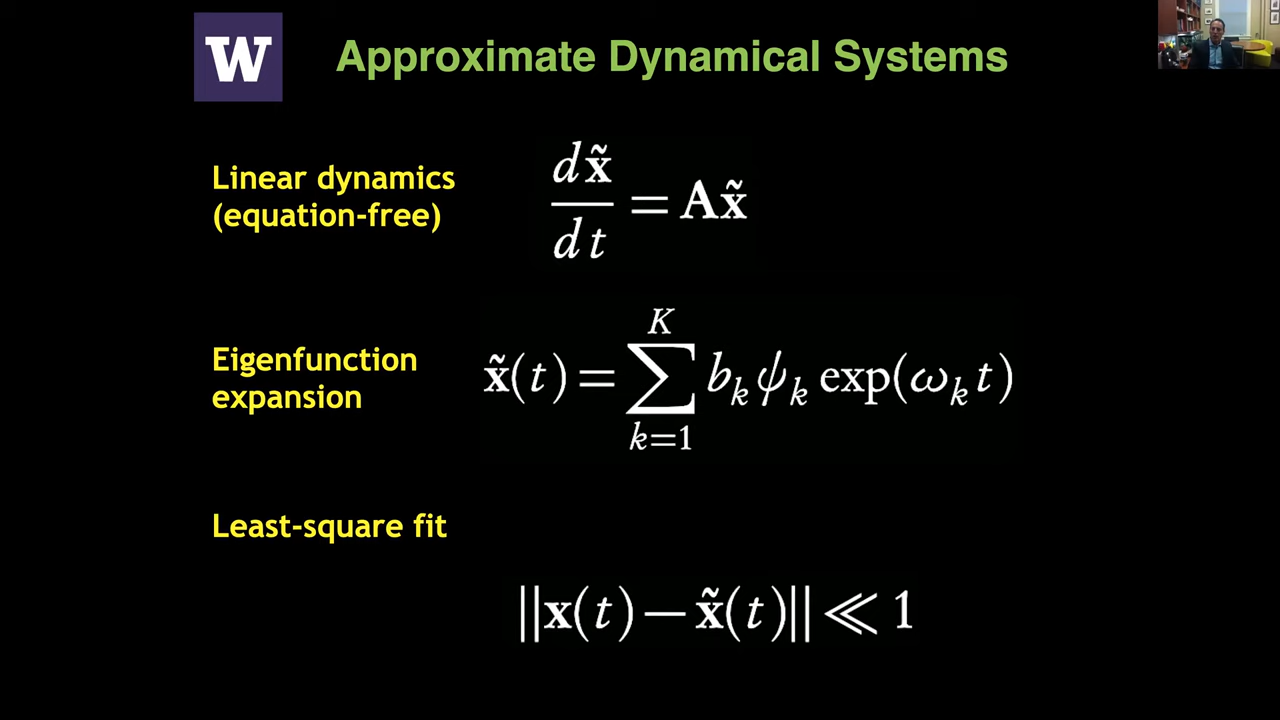 W
Approximate Dynamical Systems
Linear dynamics
(equation-free)
dx̃/dt = Ax̃
Eigenfunction
expansion
x̃(t) = ∑_{k=1}^{K} b_k ψ_k exp(ω_k t)
Least-square fit
||x(t) − x̃(t)|| ≪ 1